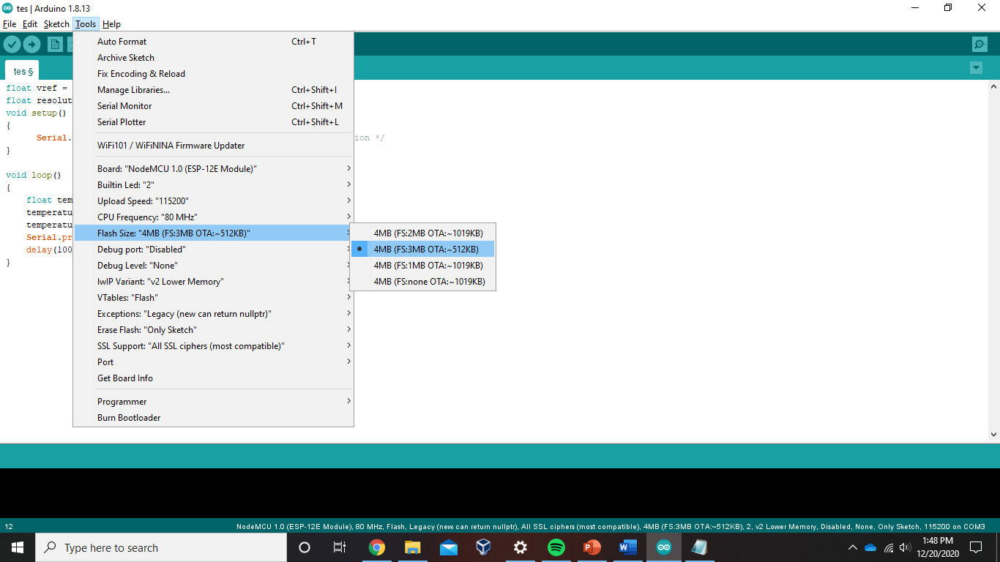 tes | Arduino 1.8.13
File Edit Sketch Tools Help
tes §
float vref =
float resolut
void setup()
{
Serial.
ion */
}
void loop()
{
float tem
temperatu
temperatu
Serial.pr
delay(100
}
Auto Format Ctrl+T
Archive Sketch
Fix Encoding & Reload
Manage Libraries... Ctrl+Shift+I
Serial Monitor Ctrl+Shift+M
Serial Plotter Ctrl+Shift+L
WiFi101 / WiFiNINA Firmware Updater
Board: "NodeMCU 1.0 (ESP-12E Module)"
Builtin Led: "2"
Upload Speed: "115200"
CPU Frequency: "80 MHz"
Flash Size: "4MB (FS:3MB OTA:~512KB)"
Debug port: "Disabled"
Debug Level: "None"
lwIP Variant: "v2 Lower Memory"
VTables: "Flash"
Exceptions: "Legacy (new can return nullptr)"
Erase Flash: "Only Sketch"
SSL Support: "All SSL ciphers (most compatible)"
Port
Get Board Info
Programmer
Burn Bootloader
4MB (FS:2MB OTA:~1019KB)
4MB (FS:3MB OTA:~512KB)
4MB (FS:1MB OTA:~1019KB)
4MB (FS:none OTA:~1019KB)
12
NodeMCU 1.0 (ESP-12E Module), 80 MHz, Flash, Legacy (new can return nullptr), All SSL ciphers (most compatible), 4MB (FS:3MB OTA:~512KB), 2, v2 Lower Memory, Disabled, None, Only Sketch, 115200 on COM3
Type here to search
1:48 PM
12/20/2020